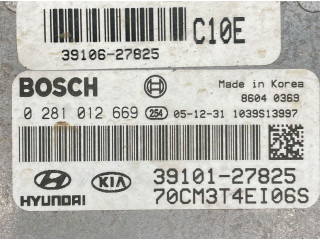 C10E
39106-27825
BOSCH
Made in Korea
8604 0369
0 281 012 669 254 05-12-31 1039S13997
HYUNDAI KIA 39101-27825
70CM3T4EI06S